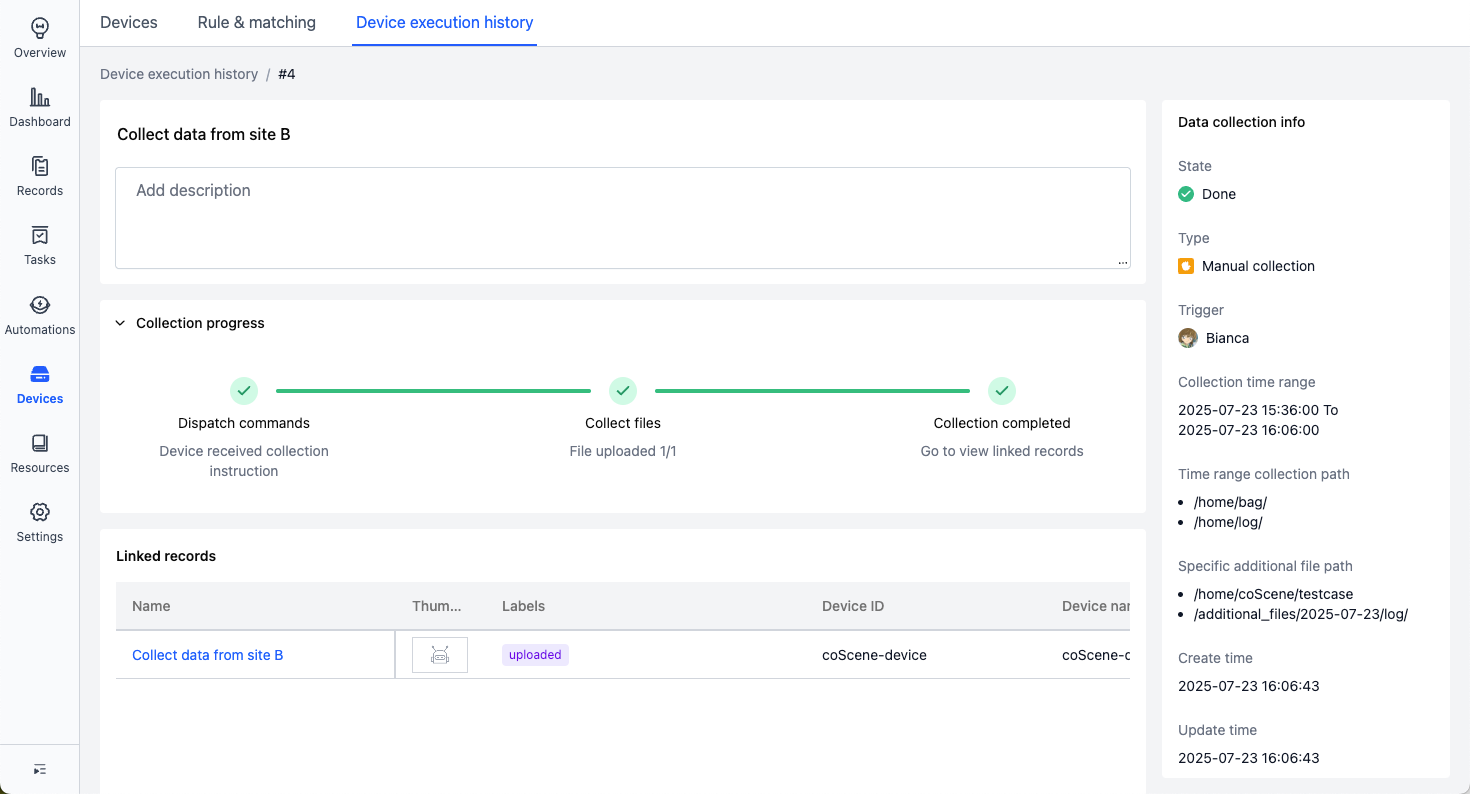 Overview
Dashboard
Records
Tasks
Automations
Devices
Resources
Settings
Devices
Rule & matching
Device execution history
Device execution history / #4
Collect data from site B
Add description
Collection progress
Dispatch commands
Device received collection
instruction
Collect files
File uploaded 1/1
Collection completed
Go to view linked records
Linked records
Name
Thum...
Labels
Device ID
Device nar
Collect data from site B
uploaded
coScene-device
coScene-c
Data collection info
State
Done
Type
Manual collection
Trigger
Bianca
Collection time range
2025-07-23 15:36:00 To
2025-07-23 16:06:00
Time range collection path
• /home/bag/
• /home/log/
Specific additional file path
• /home/coScene/testcase
• /additional_files/2025-07-23/log/
Create time
2025-07-23 16:06:43
Update time
2025-07-23 16:06:43